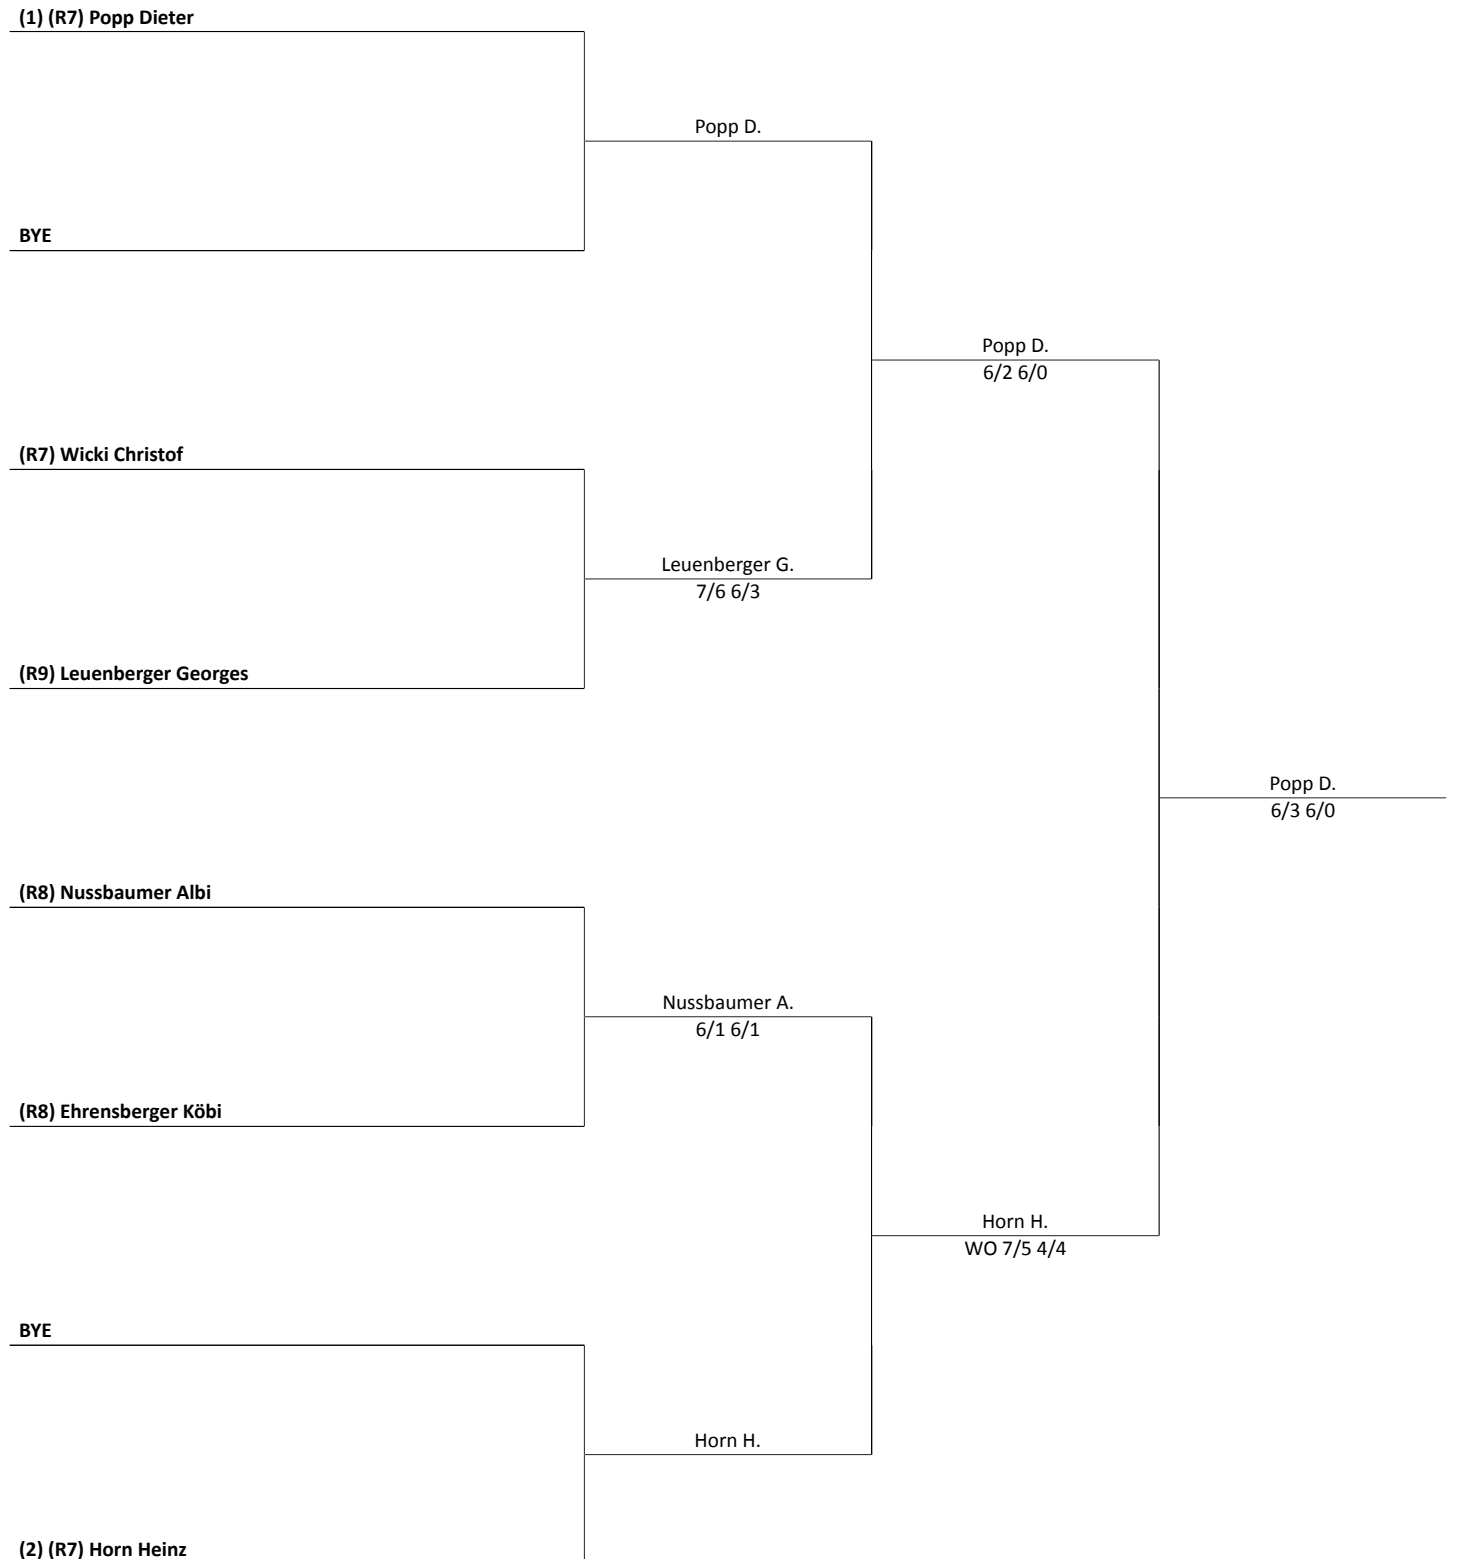 (1) (R7) Popp Dieter
Popp D.
BYE
Popp D.
6/2 6/0
(R7) Wicki Christof
Leuenberger G.
7/6 6/3
(R9) Leuenberger Georges
Popp D.
6/3 6/0
(R8) Nussbaumer Albi
Nussbaumer A.
6/1 6/1
(R8) Ehrensberger Köbi
Horn H.
WO 7/5 4/4
BYE
Horn H.
(2) (R7) Horn Heinz